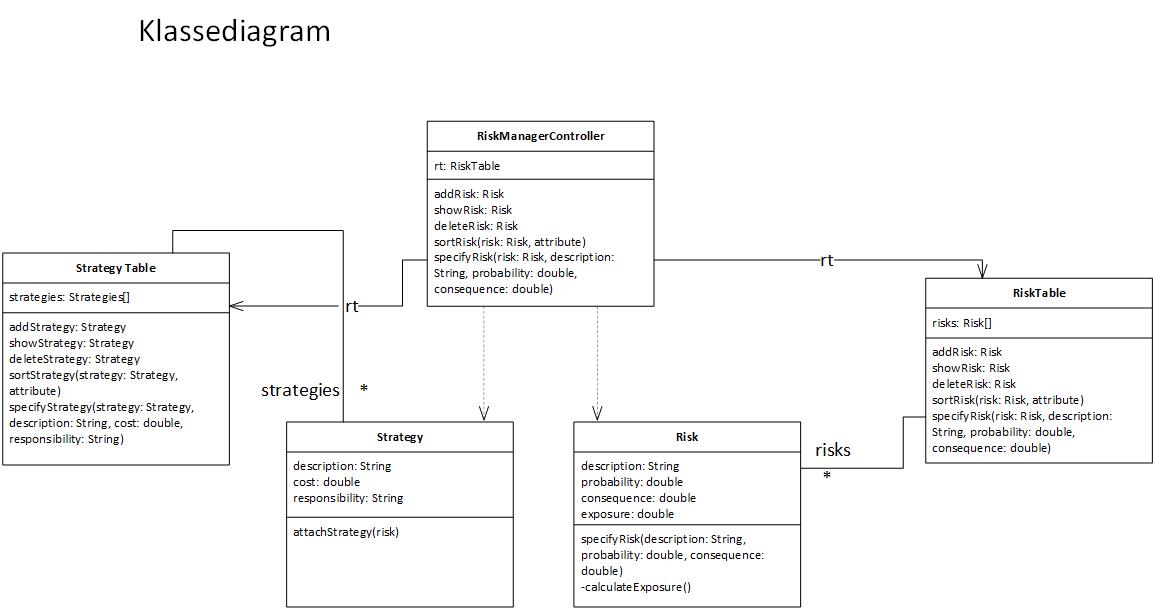 Klassediagram
RiskManagerController
rt: RiskTable
addRisk: Risk
showRisk: Risk
deleteRisk: Risk
sortRisk(risk: Risk, attribute)
specifyRisk(risk: Risk, description:
String, probability: double,
consequence: double)
rt
rt
Strategy Table
strategies: Strategies[]
addStrategy: Strategy
showStrategy: Strategy
deleteStrategy: Strategy
sortStrategy(strategy: Strategy,
attribute)
specifyStrategy(strategy: Strategy,
description: String, cost: double,
responsibility: String)
RiskTable
risks: Risk[]
addRisk: Risk
showRisk: Risk
deleteRisk: Risk
sortRisk(risk: Risk, attribute)
specifyRisk(risk: Risk, description:
String, probability: double,
consequence: double)
strategies *
Strategy
description: String
cost: double
responsibility: String
attachStrategy(risk)
Risk
description: String
probability: double
consequence: double
exposure: double
specifyRisk(description: String,
probability: double, consequence:
double)
-calculateExposure()
risks
*